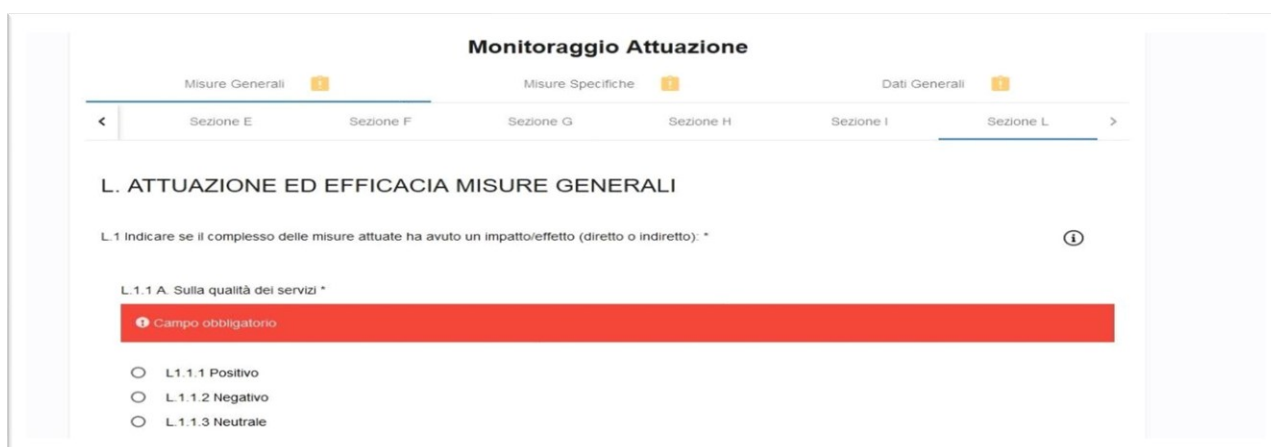 Monitoraggio Attuazione
Misure Generali Misure Specifiche Dati Generali
Sezione E Sezione F Sezione G Sezione H Sezione I Sezione L
L. ATTUAZIONE ED EFFICACIA MISURE GENERALI
L.1 Indicare se il complesso delle misure attuate ha avuto un impatto/effetto (diretto o indiretto): *
L.1.1 A. Sulla qualità dei servizi *
Campo obbligatorio
L1.1.1 Positivo
L.1.1.2 Negativo
L.1.1.3 Neutrale